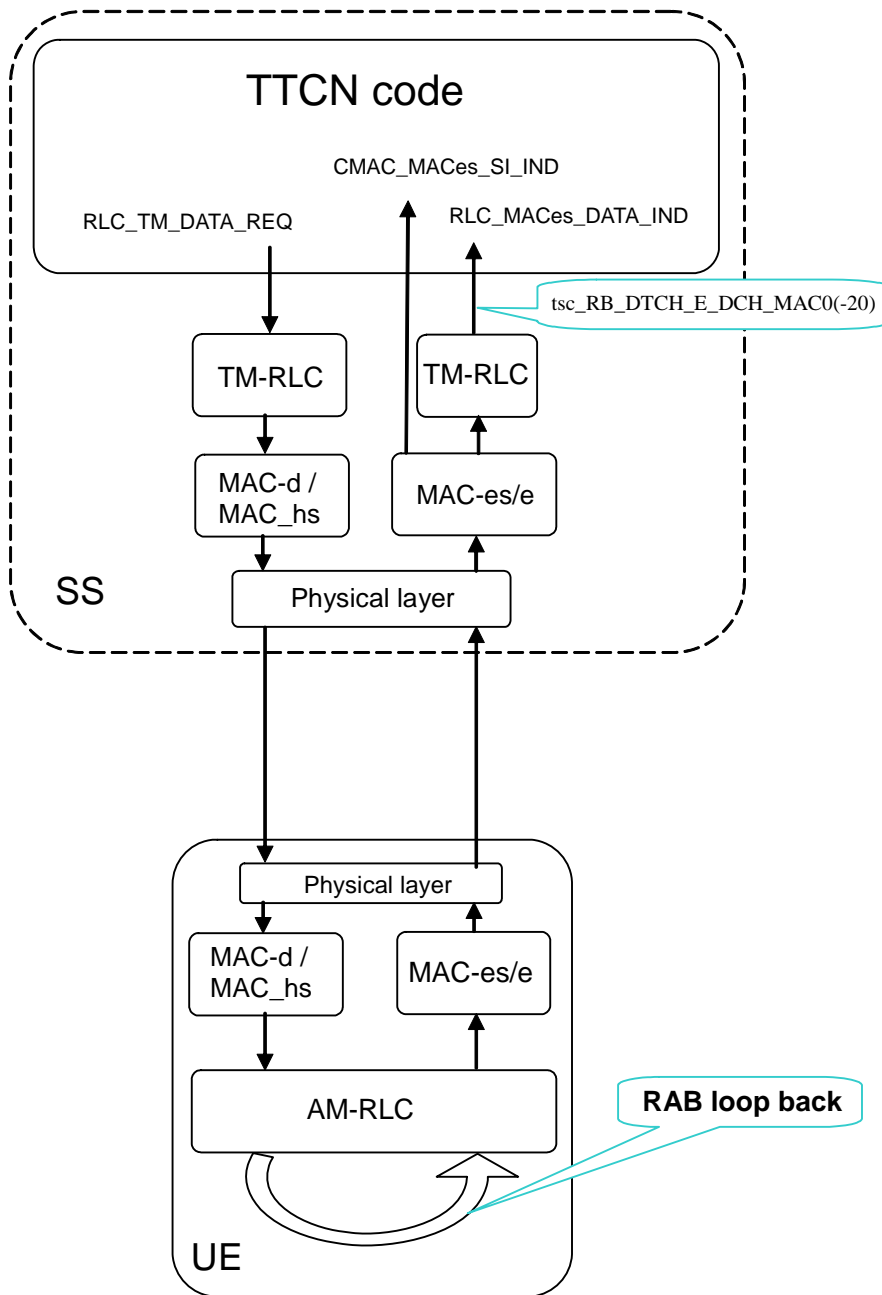 TTCN code
CMAC_MACes_SI_IND
RLC_TM_DATA_REQ
RLC_MACes_DATA_IND
tsc_RB_DTCH_E_DCH_MAC0(-20)
TM-RLC
TM-RLC
MAC-d /
MAC_hs
MAC-es/e
SS
Physical layer
Physical layer
MAC-d /
MAC_hs
MAC-es/e
AM-RLC
RAB loop back
UE